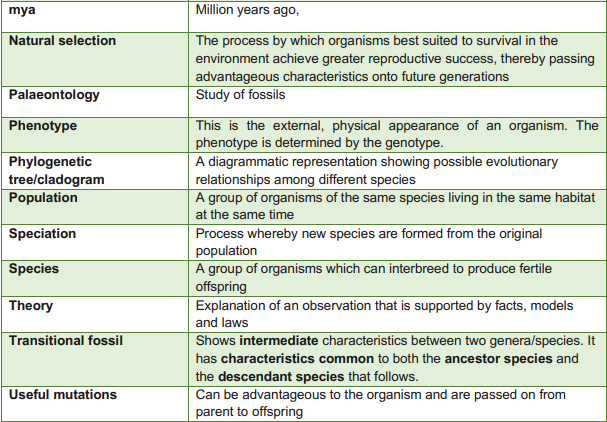 mya Million years ago,
Natural selection The process by which organisms best suited to survival in the
environment achieve greater reproductive success, thereby passing
advantageous characteristics onto future generations
Palaeontology Study of fossils
Phenotype This is the external, physical appearance of an organism. The
phenotype is determined by the genotype.
Phylogenetic A diagrammatic representation showing possible evolutionary
tree/cladogram relationships among different species
Population A group of organisms of the same species living in the same habitat
at the same time
Speciation Process whereby new species are formed from the original
population
Species A group of organisms which can interbreed to produce fertile
offspring
Theory Explanation of an observation that is supported by facts, models
and laws
Transitional fossil Shows intermediate characteristics between two genera/species. It
has characteristics common to both the ancestor species and
the descendant species that follows.
Useful mutations Can be advantageous to the organism and are passed on from
parent to offspring